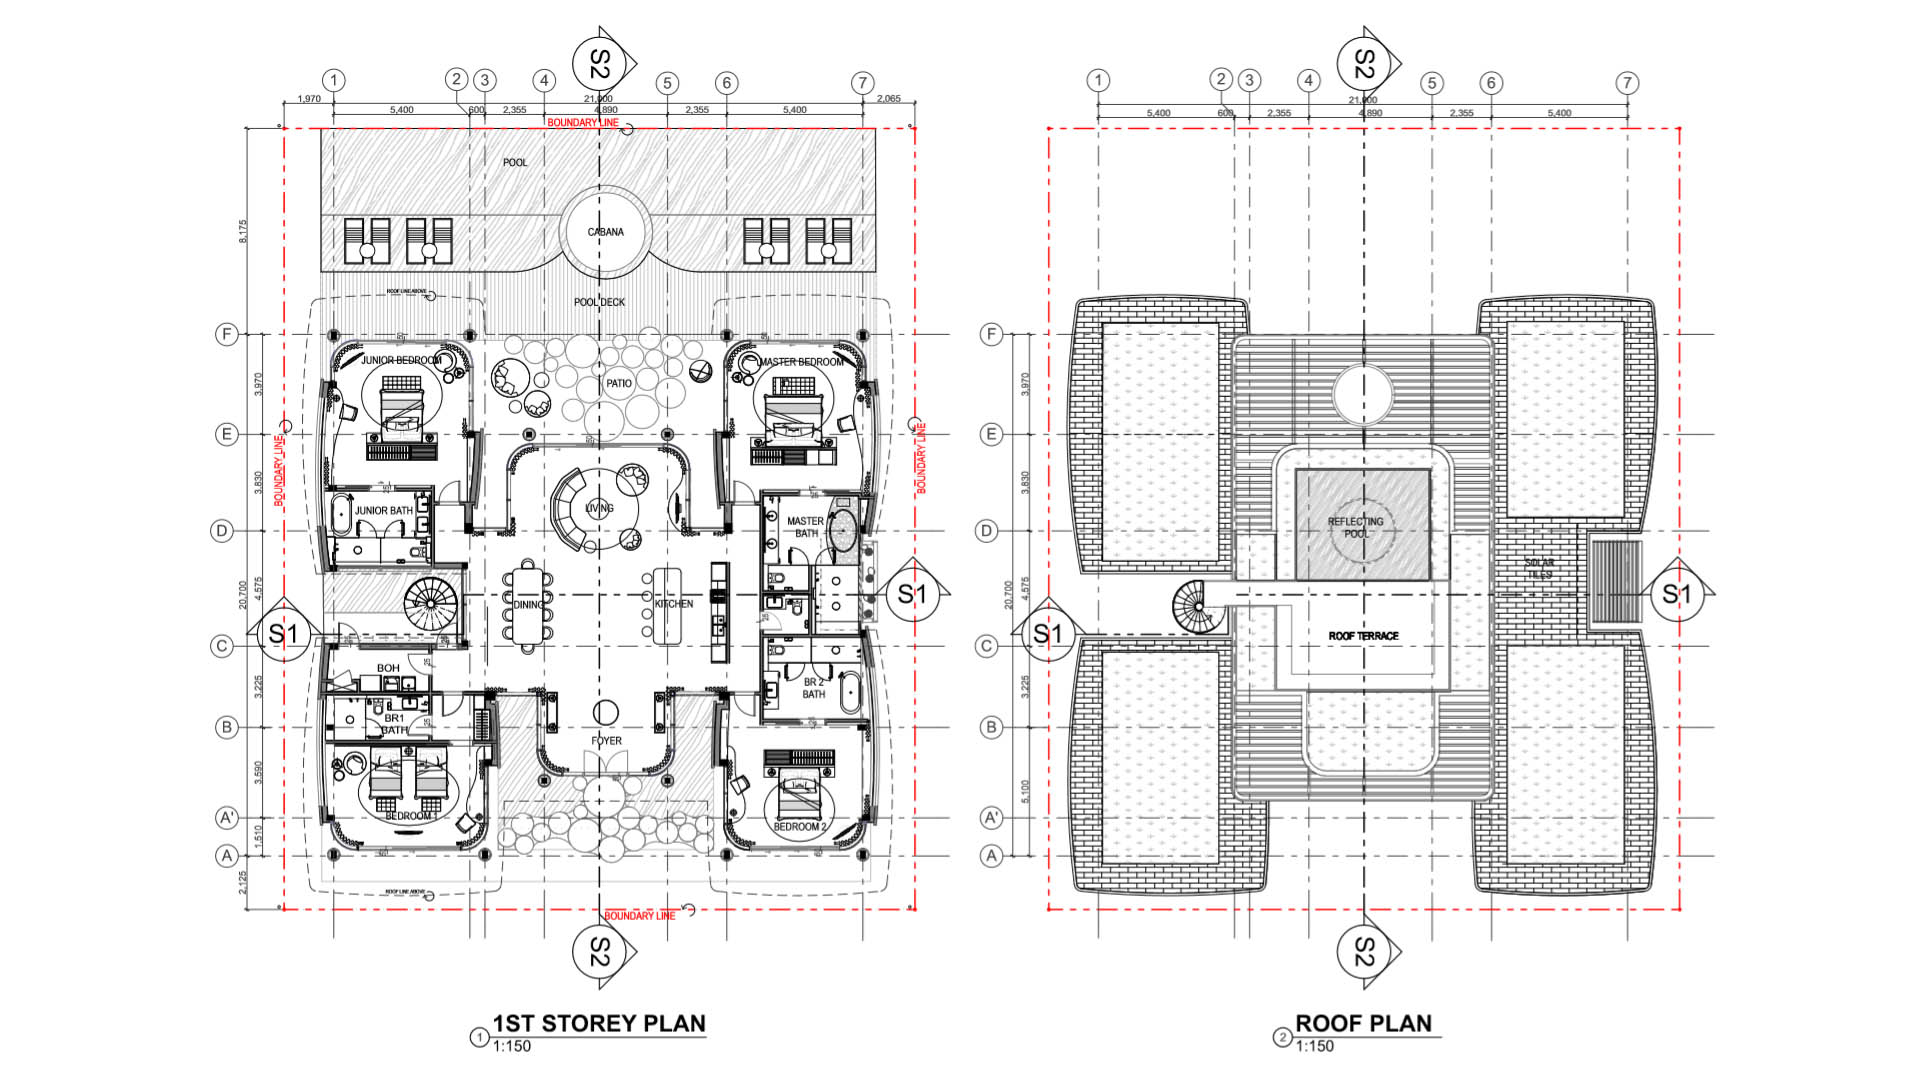 S2
1 2 3 4 5 6 7
1,970 21,000 2,065
5,400 600 2,355 4,890 2,355 5,400
BOUNDARY LINE
POOL
CABANA
8,175
POOL DECK
ROOF LINE ABOVE
F
JUNIOR BEDROOM
MASTER BEDROOM
PATIO
3,970
E
BOUNDARY LINE
BOUNDARY LINE
3,830
JUNIOR BATH
LIVING
MASTER
BATH
D
20,700
4,575
DINING
KITCHEN
S1
S1
C
BOH
BR 2
BATH
3,225
BR1
BATH
B
FOYER
3,590
BEDROOM 1
BEDROOM 2
A'
1,510
A
2,125
ROOF LINE ABOVE
BOUNDARY LINE
S2
1
1ST STOREY PLAN
1:150
S2
1 2 3 4 5 6 7
21,000
5,400 600 2,355 4,890 2,355 5,400
F
3,970
E
3,830
REFLECTING
POOL
D
SOLAR
TILES
20,700
4,575
S1
S1
ROOF TERRACE
C
3,225
B
5,100
A'
A
S2
2
ROOF PLAN
1:150